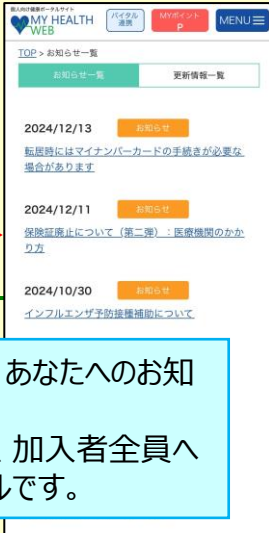 個人向け健康ポータルサイト
MY HEALTH WEB
バイタル連携
MYポイント P
MENU
TOP > お知らせ一覧
お知らせ一覧
更新情報一覧
2024/12/13 お知らせ
転居時にはマイナンバーカードの手続きが必要な
場合があります
2024/12/11 お知らせ
保険証廃止について（第二弾）：医療機関のかか
り方
2024/10/30 お知らせ
インフルエンザ予防接種補助について
あなたへのお知
加入者全員へ
ルです。